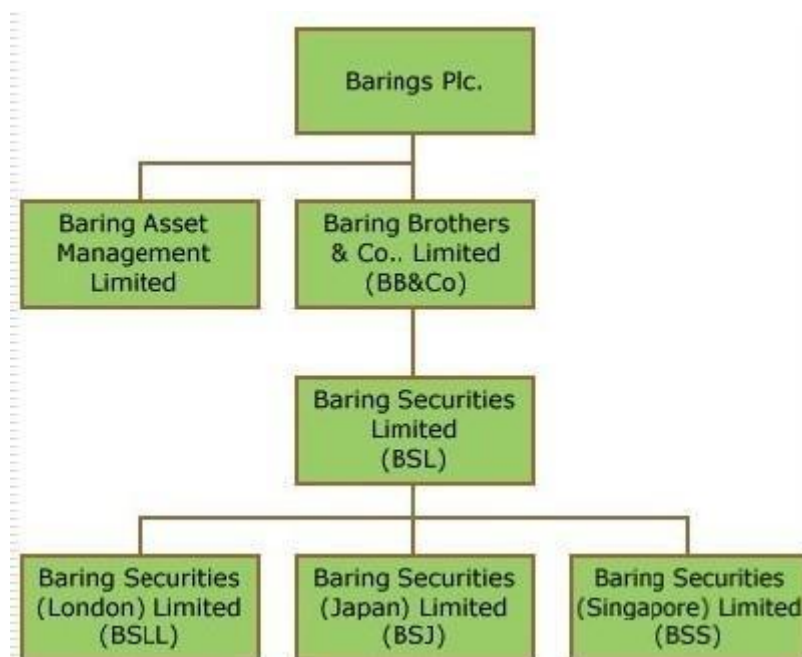 Barings Plc.
Baring Asset
Management
Limited
Baring Brothers
& Co.. Limited
(BB&Co)
Baring Securities
Limited
(BSL)
Baring Securities
(London) Limited
(BSLL)
Baring Securities
(Japan) Limited
(BSJ)
Baring Securities
(Singapore) Limited
(BSS)